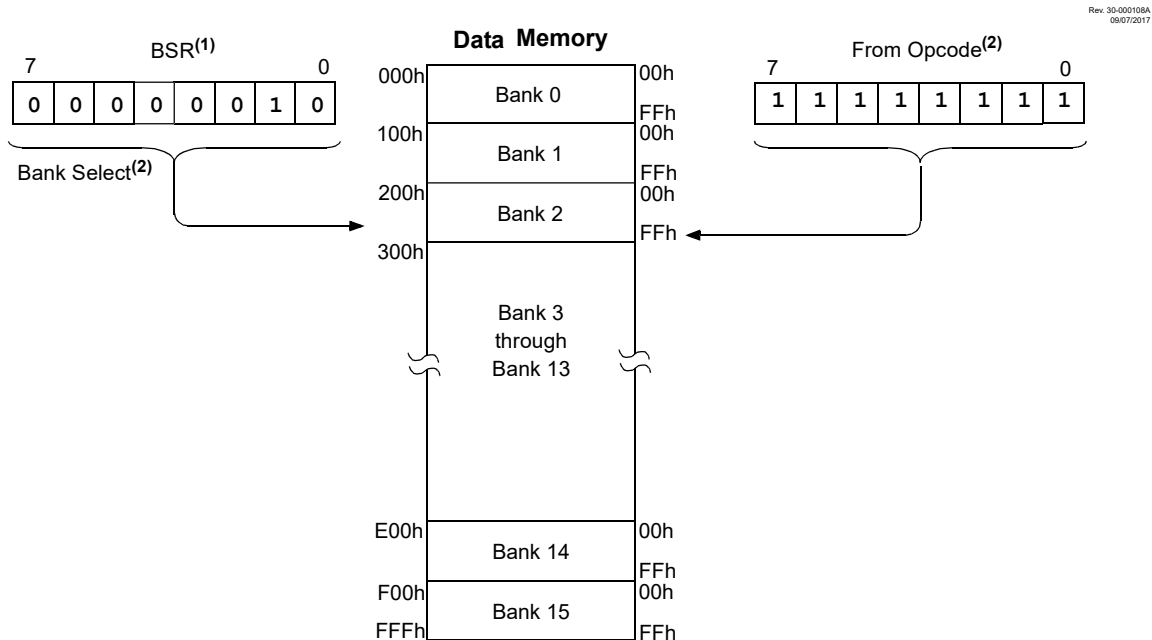 Rev. 30-000108A
09/07/2017
BSR(1)
7 0
0 0 0 0 0 0 1 0
Bank Select(2)
Data Memory
From Opcode(2)
7 0
1 1 1 1 1 1 1 1
000h Bank 0 00h
FFh
100h Bank 1 00h
FFh
200h Bank 2 00h
FFh
300h
Bank 3
through
Bank 13
E00h Bank 14 00h
FFh
F00h Bank 15 00h
FFFh FFh